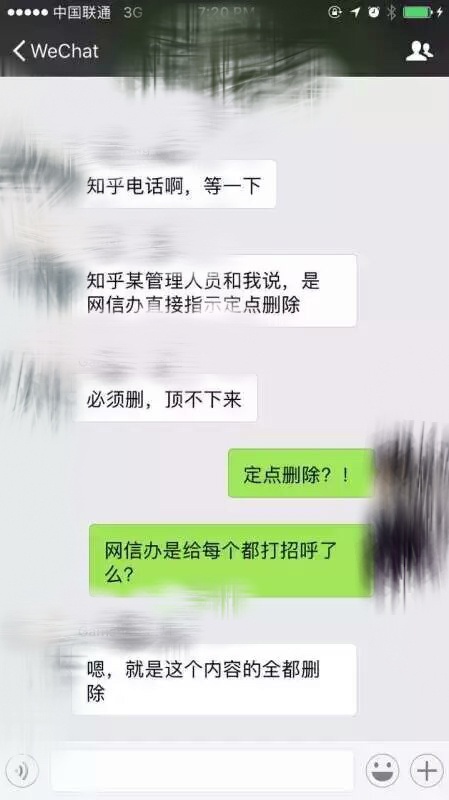 中国联通 3G 7:20 PM
WeChat
知乎电话啊，等一下
知乎某管理人员和我说，是
网信办直接指示定点删除
必须删，顶不下来
定点删除？！
网信办是给每个都打招呼了
么？
嗯，就是这个内容的全都删
除